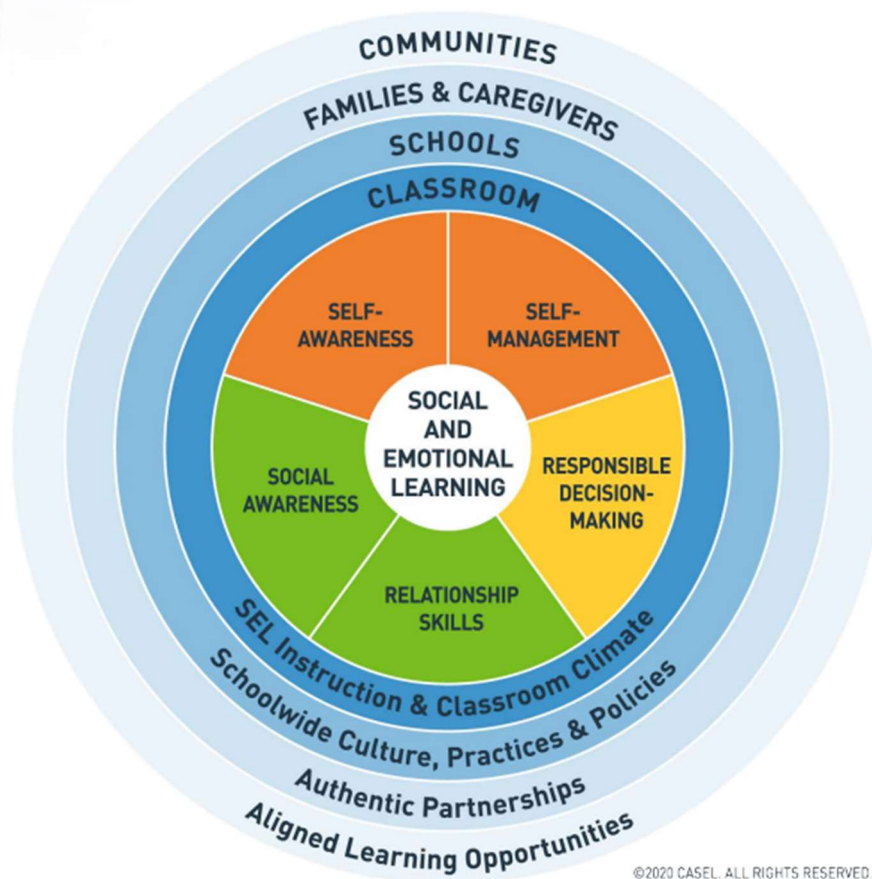 COMMUNITIES
FAMILIES & CAREGIVERS
SCHOOLS
CLASSROOM
SELF-
AWARENESS
SELF-
MANAGEMENT
SOCIAL
AND
EMOTIONAL
LEARNING
SOCIAL
AWARENESS
RESPONSIBLE
DECISION-
MAKING
RELATIONSHIP
SKILLS
SEL Instruction & Classroom Climate
Schoolwide Culture, Practices & Policies
Authentic Partnerships
Aligned Learning Opportunities
©2020 CASEL. ALL RIGHTS RESERVED.